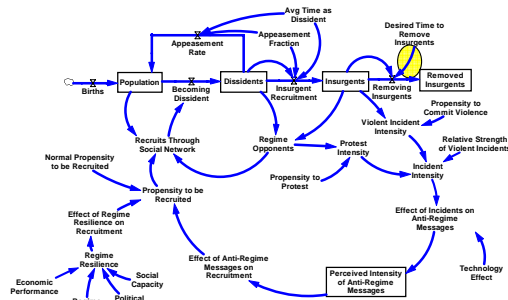 Avg Time as
Dissident
Desired Time to
Remove
Insurgents
Appeasement
Rate
Appeasement
Fraction
Population
Dissidents
Insurgents
Removed
Insurgents
Births
Becoming
Dissident
Insurgent
Recruitment
Removing
Insurgents
Propensity to
Commit Violence
Violent Incident
Intensity
Recruits Through
Social Network
Regime
Opponents
Protest
Intensity
Relative Strength
of Violent Incidents
Normal Propensity
to be Recruited
Incident
Intensity
Propensity to
Protest
Propensity to be
Recruited
Effect of Regime
Resilience on
Recruitment
Effect of Incidents on
Anti-Regime
Messages
Regime
Resilience
Effect of Anti-Regime
Messages on
Recruitment
Technology
Effect
Economic
Performance
Social
Capacity
Perceived Intensity
of Anti-Regime
Messages
Political